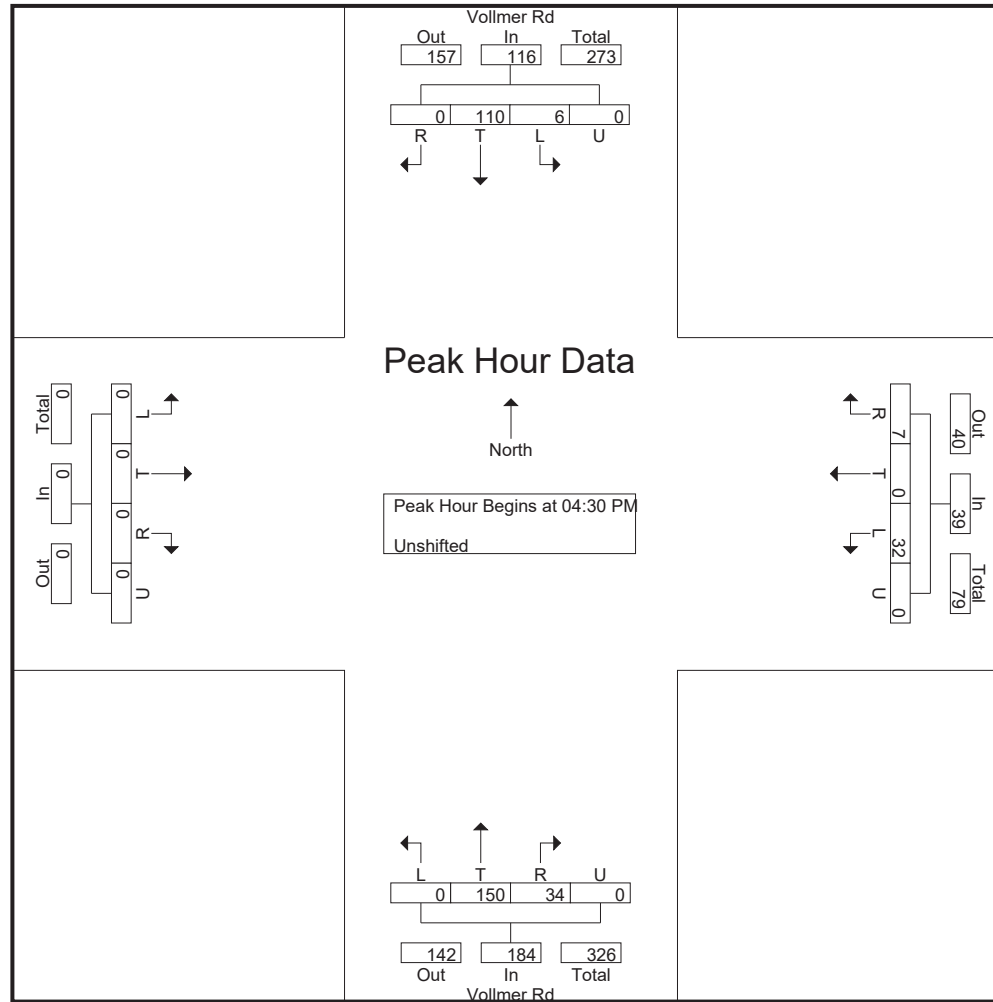 Vollmer Rd
Out In Total
157 116 273
0 110 6 0
R T L U
Peak Hour Data
North
Peak Hour Begins at 04:30 PM
Unshifted
Total In Out
0 0 0
0 0 0 0
L T R U
R T L U
7 0 32 0
Out In Total
40 39 79
L T R U
0 150 34 0
142 184 326
Out In Total
Vollmer Rd